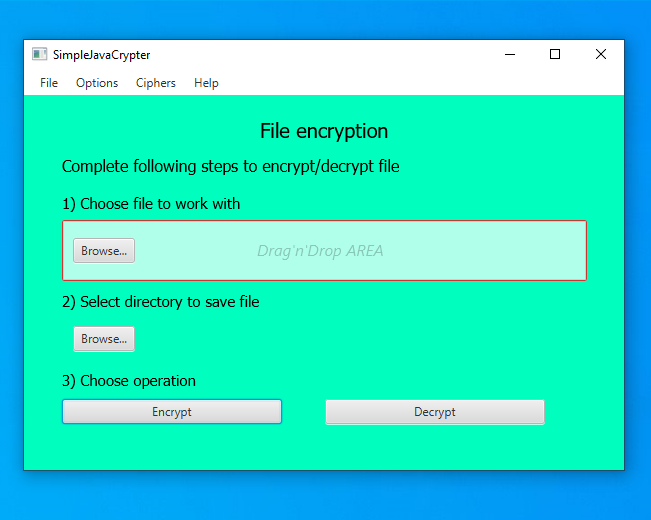 SimpleJavaCrypter
File Options Ciphers Help
File encryption
Complete following steps to encrypt/decrypt file
1) Choose file to work with
Browse... Drag'n'Drop AREA
2) Select directory to save file
Browse...
3) Choose operation
Encrypt Decrypt